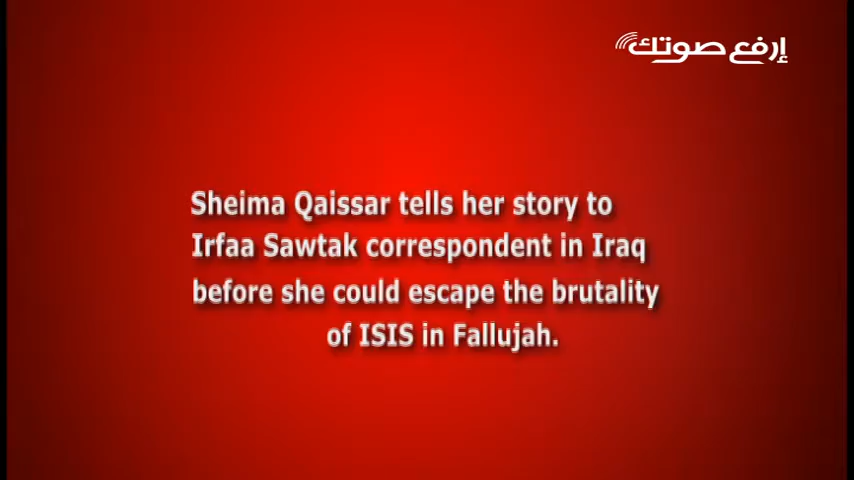 إرفع صوتك
Sheima Qaissar tells her story to
Irfaa Sawtak correspondent in Iraq
before she could escape the brutality
of ISIS in Fallujah.